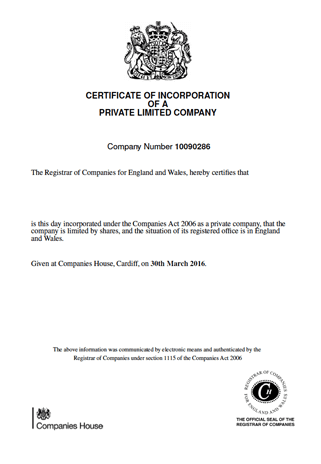 CERTIFICATE OF INCORPORATION
OF A
PRIVATE LIMITED COMPANY
Company Number 10090286
The Registrar of Companies for England and Wales, hereby certifies that
is this day incorporated under the Companies Act 2006 as a private company, that the
company is limited by shares, and the situation of its registered office is in England
and Wales.
Given at Companies House, Cardiff, on 30th March 2016.
The above information was communicated by electronic means and authenticated by the
Registrar of Companies under section 1115 of the Companies Act 2006
REGISTRAR OF COMPANIES
FOR ENGLAND AND WALES
C H
Companies House
THE OFFICIAL SEAL OF THE
REGISTRAR OF COMPANIES